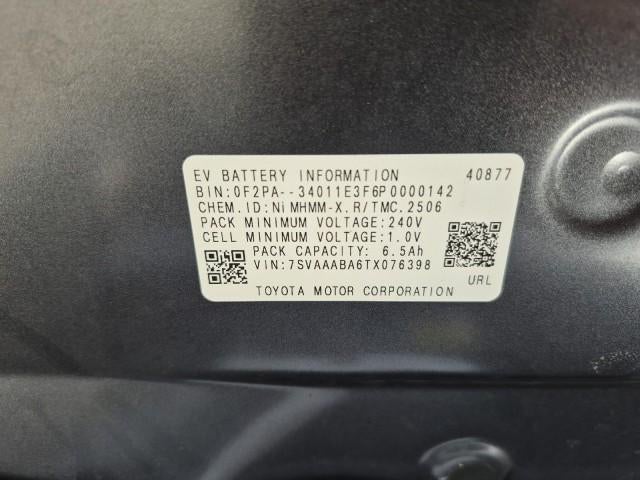 EV BATTERY INFORMATION 40877
BIN:0F2PA--34011E3F6P0000142
CHEM.ID:NiMHMM-X.R/TMC.2506
PACK MINIMUM VOLTAGE:240V
CELL MINIMUM VOLTAGE:1.0V
PACK CAPACITY: 6.5Ah
VIN:7SVAAABA6TX076398
URL
TOYOTA MOTOR CORPORATION